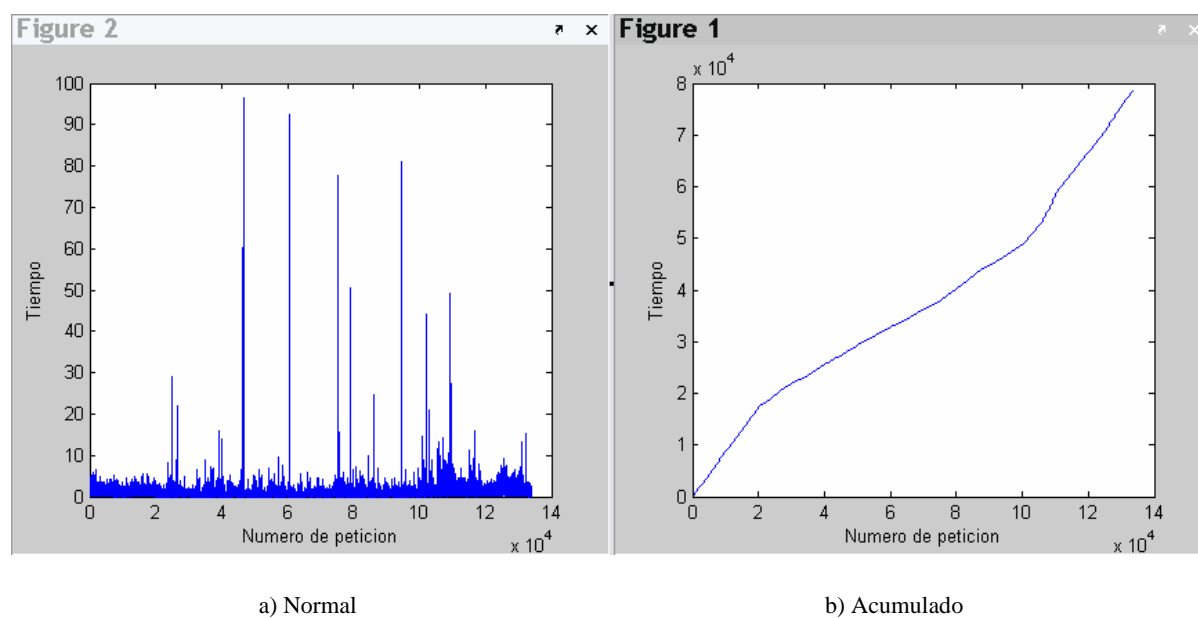 Figure 2
100
90
80
70
60
50
40
30
20
10
0
Tiempo
0 2 4 6 8 10 12 14
Numero de peticion
x 10^4
Figure 1
x 10^4
8
7
6
5
4
3
2
1
0
Tiempo
0 2 4 6 8 10 12 14
Numero de peticion
x 10^4
a) Normal
b) Acumulado